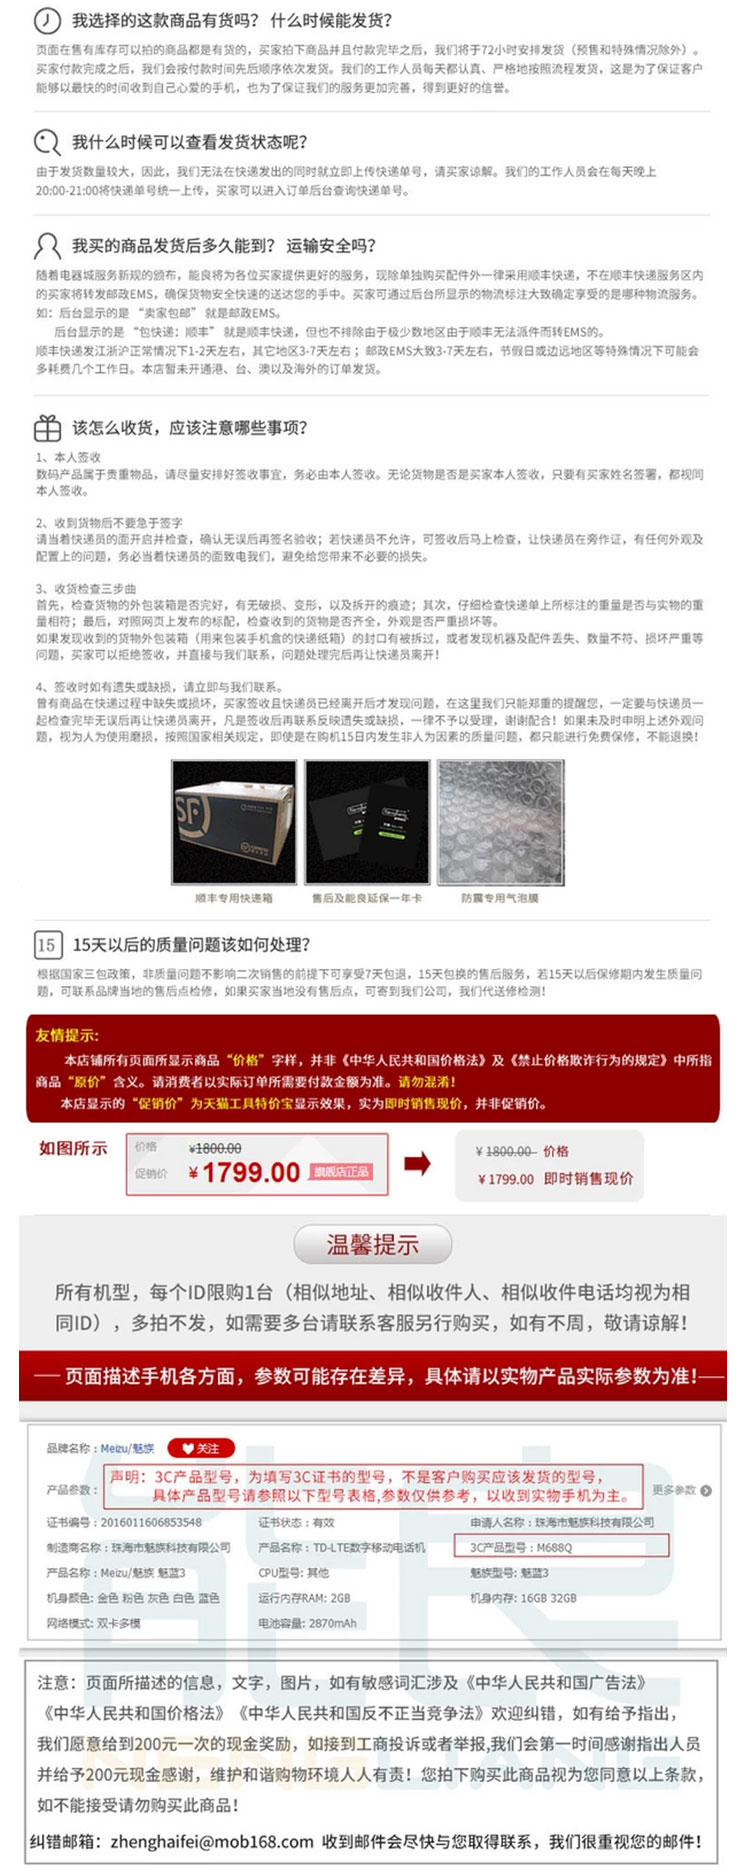 我选择的这款商品有货吗？ 什么时候能发货？
页面在售有库存可以拍的商品都是有货的，买家拍下商品并且付款完毕之后，我们将于72小时安排发货（预售和特殊情况除外）。
买家付款完成之后，我们会按付款时间先后顺序依次发货。我们的工作人员每天都认真、严格地按照流程发货，这是为了保证客户
能够以最快的时间收到自己心爱的手机，也为了保证我们的服务更加完善，得到更好的信誉。
我什么时候可以查看发货状态呢？
由于发货数量较大，因此，我们无法在快递发出的同时就立即上传快递单号，请买家谅解。我们的工作人员会在每天晚上
20:00-21:00将快递单号统一上传，买家可以进入订单后台查询快递单号。
我买的商品发货后多久能到？ 运输安全吗？
随着电器城服务新规的颁布，能良将为各位买家提供更好的服务，现除单独购买配件外一律采用顺丰快递，不在顺丰快递服务区内
的买家将转发邮政EMS，确保货物安全快速的送达您的手中。买家可通过后台所显示的物流标注大致确定享受的是哪种物流服务。
如：后台显示的是 “卖家包邮” 就是邮政EMS。
后台显示的是 “包快递：顺丰” 就是顺丰快递，但也不排除由于极少数地区由于顺丰无法派件而转EMS的。
顺丰快递发江浙沪正常情况下1-2天左右，其它地区3-7天左右；邮政EMS大致3-7天左右，节假日或边远地区等特殊情况下可能会
多耗费几个工作日。本店暂未开通港、台、澳以及海外的订单发货。
该怎么收货，应该注意哪些事项？
1、本人签收
数码产品属于贵重物品，请尽量安排好签收事宜，务必由本人签收。无论货物是否是买家本人签收，只要有买家姓名签署，都视同
本人签收。
2、收到货物后不要急于签字
请当着快递员的面开启并检查，确认无误后再签名验收；若快递员不允许，可签收后马上检查，让快递员在旁作证，有任何外观及
配置上的问题，务必当着快递员的面致电我们，避免给您带来不必要的损失。
3、收货检查三步曲
首先，检查货物的外包装箱是否完好，有无破损、变形，以及拆开的痕迹；其次，仔细检查快递单上所标注的重量是否与实物的重
量相符；最后，对照网页上发布的标配，检查收到的货物是否齐全，外观是否严重损坏等。
如果发现收到的货物外包装箱（用来包装手机盒的快递纸箱）的封口有被拆过，或者发现机器及配件丢失、数量不符、损坏严重等
问题，买家可以拒绝签收，并直接与我们联系，问题处理完后再让快递员离开！
4、签收时如有遗失或缺损，请立即与我们联系。
曾有商品在快递过程中缺失或损坏，买家签收且快递员已经离开后才发现问题，在这里我们只能郑重的提醒您，一定要与快递员一
起检查完毕无误后再让快递员离开，凡是签收后再联系反映遗失或缺损，一律不予以受理，谢谢配合！如果未及时申明上述外观问
题，视为人为使用磨损，按照国家相关规定，即使是在购机15日内发生非人为因素的质量问题，都只能进行免费保修，不能退换！
SF
顺丰专用快递箱 售后及能良延保一年卡 防震专用气泡膜
15 15天以后的质量问题该如何处理？
根据国家三包政策，非质量问题不影响二次销售的前提下可享受7天包退，15天包换的售后服务，若15天以后保修期内发生质量问
题，可联系品牌当地的售后点检修，如果买家当地没有售后点，可寄到我们公司，我们代送修检测！
友情提示：
本店铺所有页面所显示商品“价格”字样，并非《中华人民共和国价格法》及《禁止价格欺诈行为的规定》中所指
商品“原价”含义。请消费者以实际订单所需要付款金额为准。请勿混淆！
本店显示的“促销价”为天猫工具特价宝显示效果，实为即时销售现价，并非促销价。
如图所示 价格 ¥1800.00 ¥ 1800.00 价格
促销价 ¥1799.00 旗舰店正品 ¥ 1799.00 即时销售现价
温馨提示
所有机型，每个ID限购1台（相似地址、相似收件人、相似收件电话均视为相
同ID），多拍不发，如需要多台请联系客服另行购买，如有不周，敬请谅解！
页面描述手机各方面，参数可能存在差异，具体请以实物产品实际参数为准！
品牌名称：Meizu/魅族 关注
产品参数： 声明：3C产品型号，为填写3C证书的型号，不是客户购买应该发货的型号， 更多参数
具体产品型号请参照以下型号表格,参数仅供参考，以收到实物手机为主。
证书编号：2016011606853548 证书状态：有效 申请人名称：珠海市魅族科技有限公司
制造商名称：珠海市魅族科技有限公司 产品名称：TD-LTE数字移动电话机 3C产品型号：M688Q
产品名称：Meizu/魅族 魅蓝3 CPU型号: 其他 魅族型号: 魅蓝3
机身颜色: 金色 粉色 灰色 白色 蓝色 运行内存RAM: 2GB 机身内存: 16GB 32GB
网络模式: 双卡多模 电池容量: 2870mAh
能良
NENGLIANG
注意：页面所描述的信息，文字，图片，如有敏感词汇涉及《中华人民共和国广告法》
《中华人民共和国价格法》《中华人民共和国反不正当竞争法》欢迎纠错，如有给予指出，
我们愿意给到200元一次的现金奖励，如接到工商投诉或者举报,我们会第一时间感谢指出人员
并给予200元现金感谢，维护和谐购物环境人人有责！您拍下购买此商品视为您同意以上条款，
如不能接受请勿购买此商品！
纠错邮箱：zhenghaifei@mob168.com 收到邮件会尽快与您取得联系，我们很重视您的邮件！